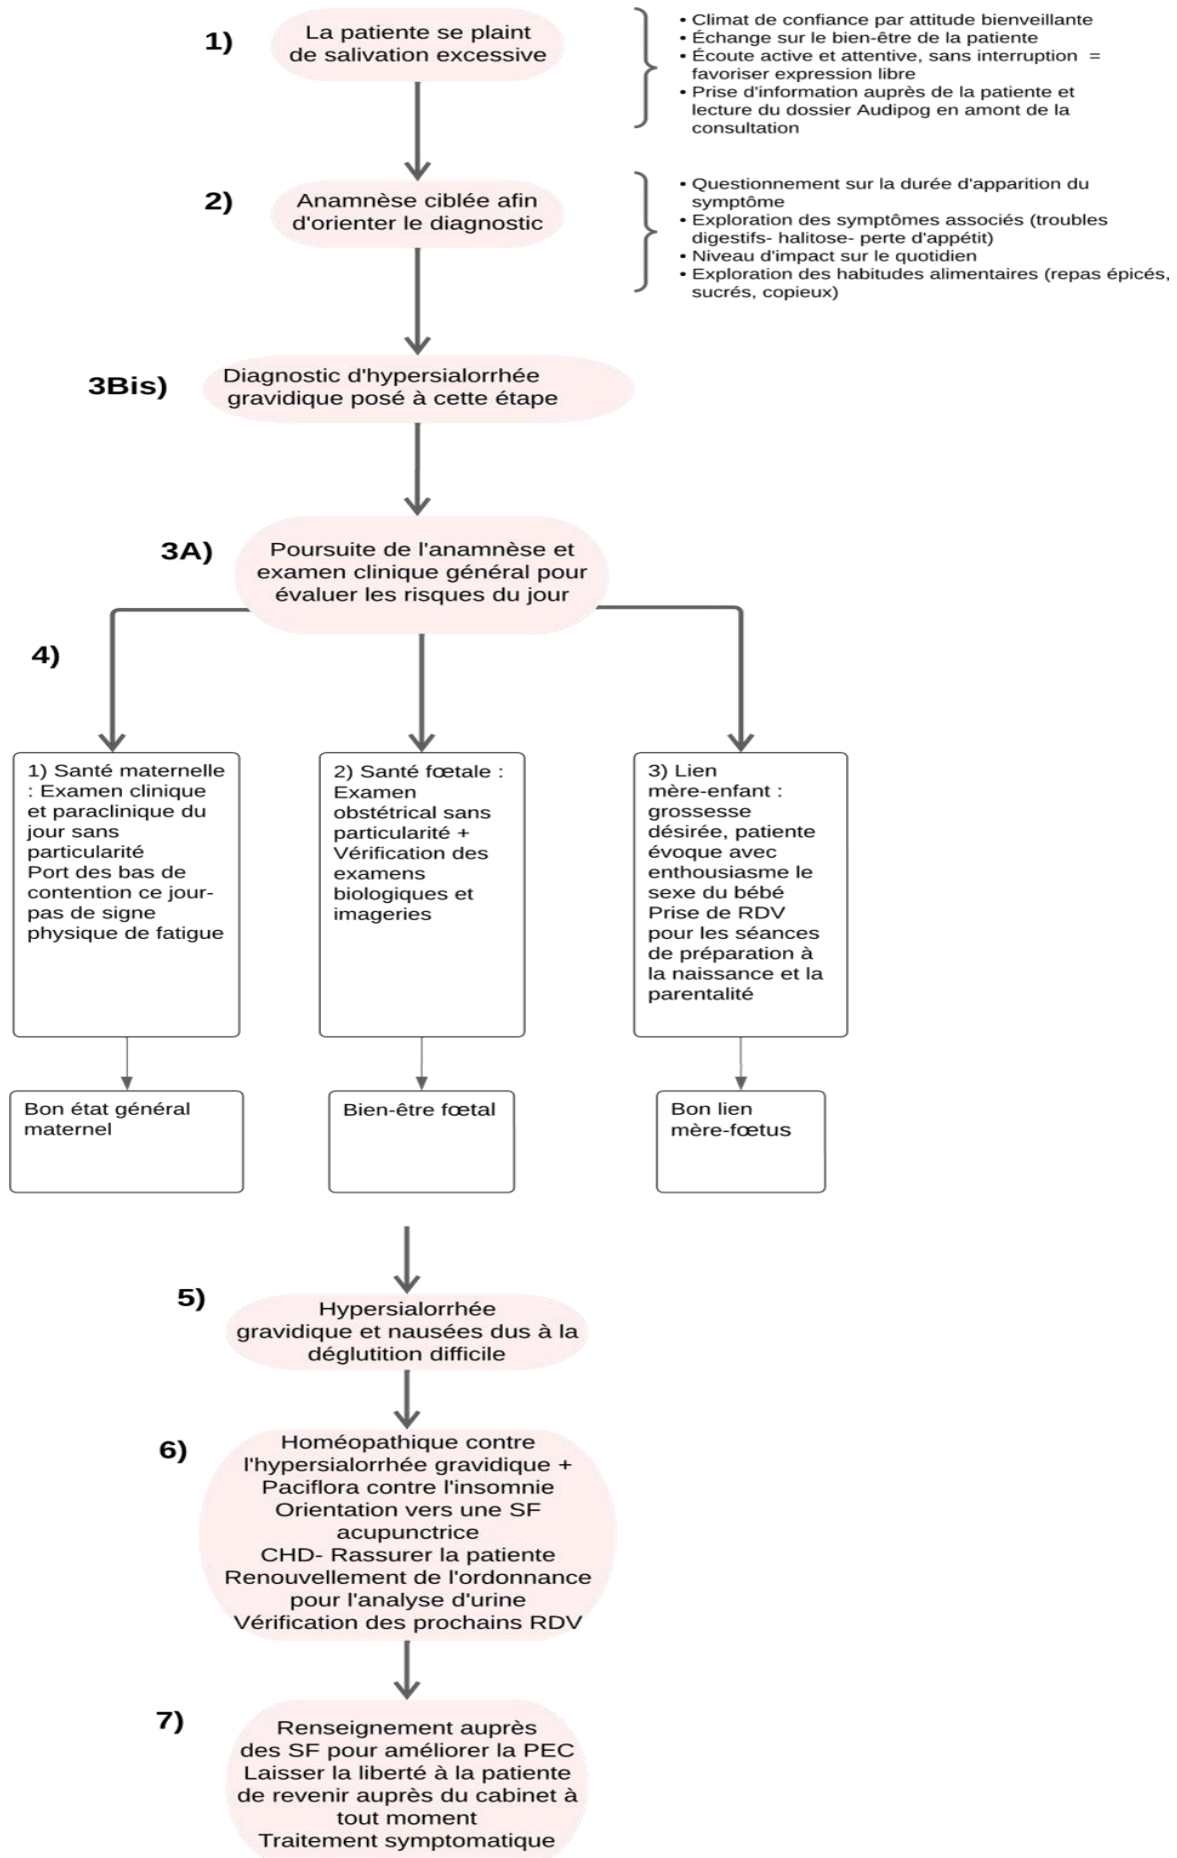 1)
La patiente se plaint
de salivation excessive
• Climat de confiance par attitude bienveillante
• Échange sur le bien-être de la patiente
• Écoute active et attentive, sans interruption =
favoriser expression libre
• Prise d'information auprès de la patiente et
lecture du dossier Audipog en amont de la
consultation
2)
Anamnèse ciblée afin
d'orienter le diagnostic
• Questionnement sur la durée d'apparition du
symptôme
• Exploration des symptômes associés (troubles
digestifs- halitose- perte d'appétit)
• Niveau d'impact sur le quotidien
• Exploration des habitudes alimentaires (repas épicés,
sucrés, copieux)
3Bis)
Diagnostic d'hypersialorrhée
gravidique posé à cette étape
3A)
Poursuite de l'anamnèse et
examen clinique général pour
évaluer les risques du jour
4)
1) Santé maternelle
: Examen clinique
et paraclinique du
jour sans
particularité
Port des bas de
contention ce jour-
pas de signe
physique de fatigue
2) Santé fœtale :
Examen
obstétrical sans
particularité +
Vérification des
examens
biologiques et
imageries
3) Lien
mère-enfant :
grossesse
désirée, patiente
évoque avec
enthousiasme le
sexe du bébé
Prise de RDV
pour les séances
de préparation à
la naissance et la
parentalité
Bon état général
maternel
Bien-être fœtal
Bon lien
mère-fœtus
5)
Hypersialorrhée
gravidique et nausées dus à la
déglutition difficile
6)
Homéopathique contre
l'hypersialorrhée gravidique +
Paciflora contre l'insomnie
Orientation vers une SF
acupunctrice
CHD- Rassurer la patiente
Renouvellement de l'ordonnance
pour l'analyse d'urine
Vérification des prochains RDV
7)
Renseignement auprès
des SF pour améliorer la PEC
Laisser la liberté à la patiente
de revenir auprès du cabinet à
tout moment
Traitement symptomatique